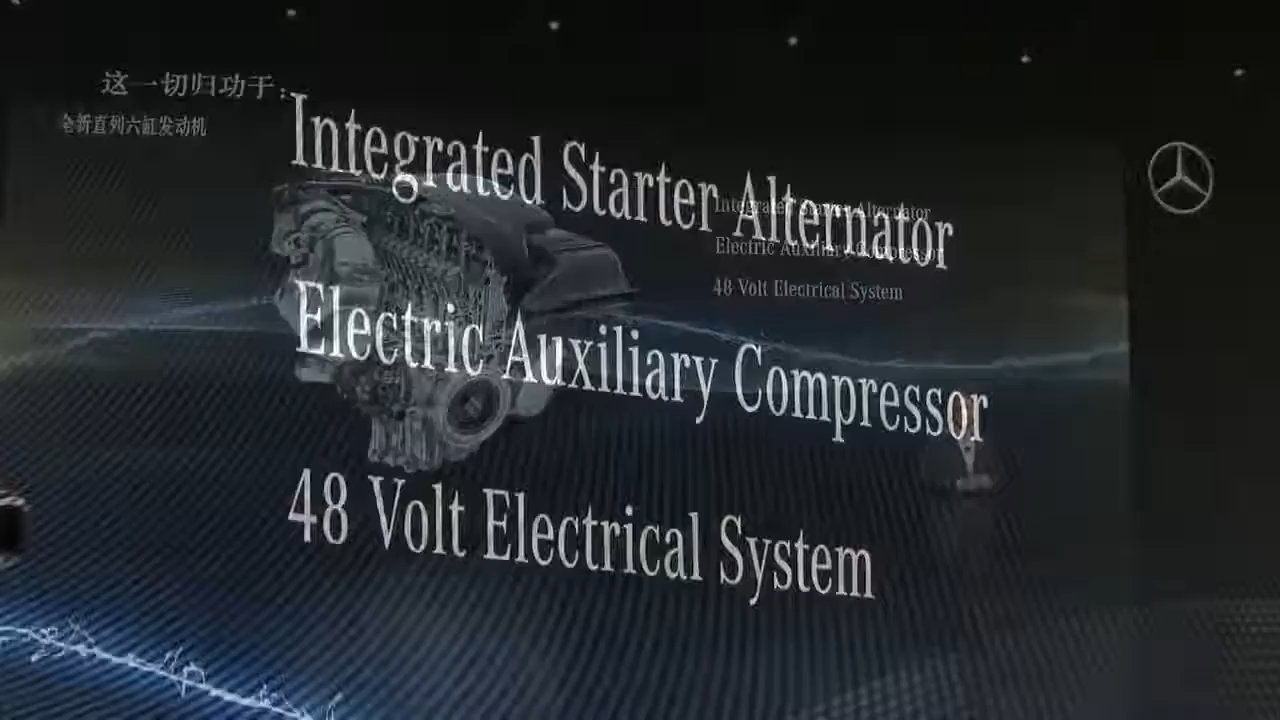 这一切归功于：
全新直列六缸发动机
Integrated Starter Alternator
Electric Auxiliary Compressor
48 Volt Electrical System
Integrated Starter Alternator
Electric Auxiliary Compressor
48 Volt Electrical System